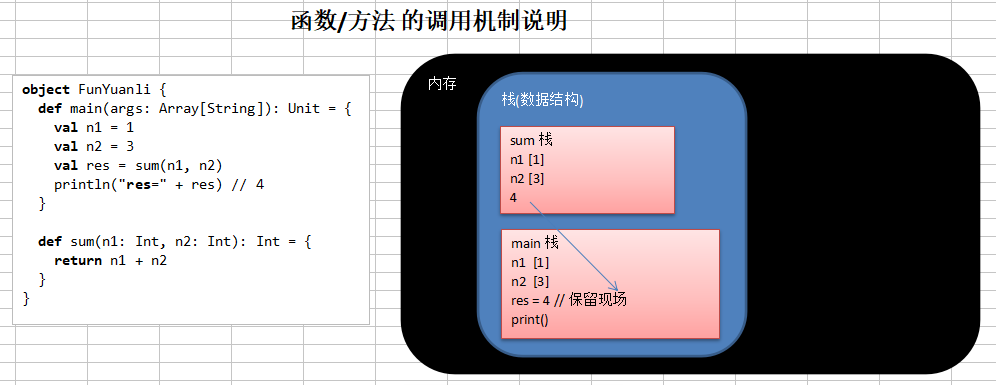 函数/方法 的调用机制说明
object FunYuanli {
  def main(args: Array[String]): Unit = {
    val n1 = 1
    val n2 = 3
    val res = sum(n1, n2)
    println("res=" + res) // 4
  }
  def sum(n1: Int, n2: Int): Int = {
    return n1 + n2
  }
}
内存
栈(数据结构)
sum 栈
n1 [1]
n2 [3]
4
main 栈
n1  [1]
n2  [3]
res = 4 // 保留现场
print()